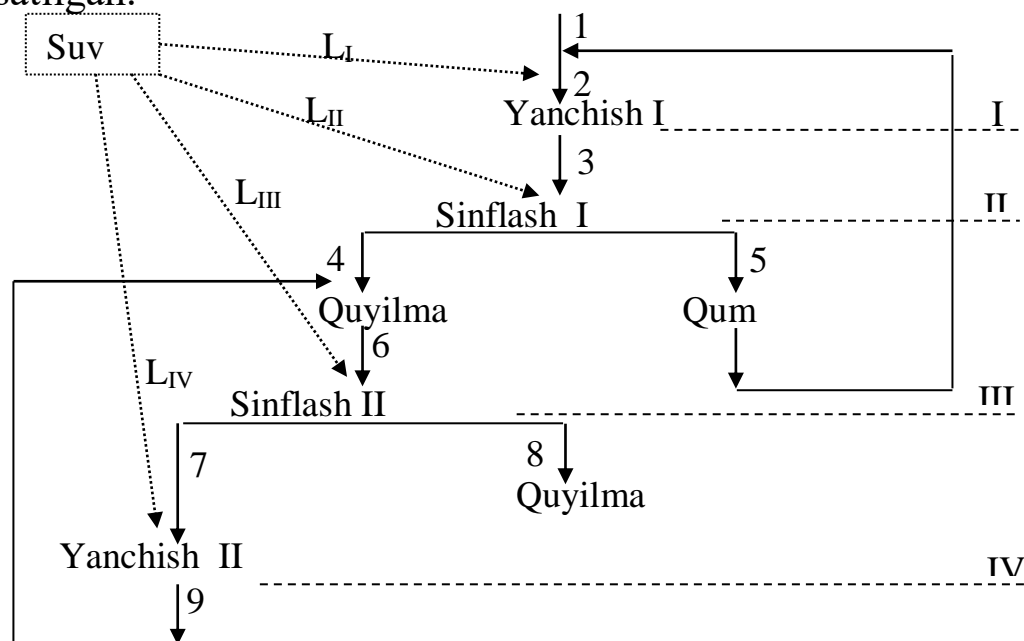 1
Suv
L_I
2
Yanchish I
I
L_II
3
L_III
II
Sinflash I
4
5
Quyilma
Qum
6
L_IV
Sinflash II
III
7
8
Quyilma
Yanchish II
IV
9